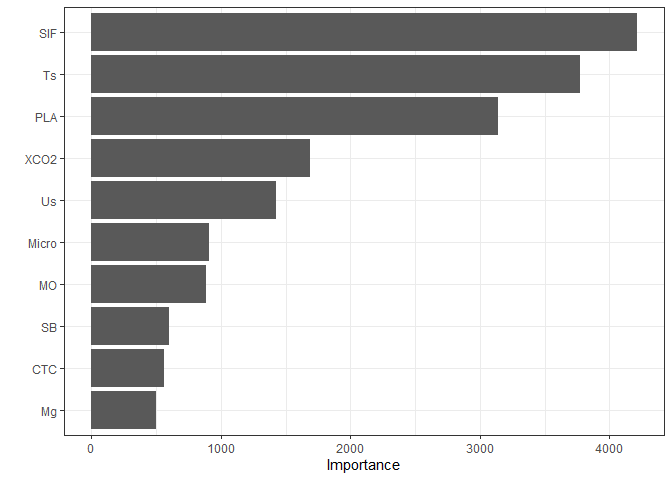 SIF
Ts
PLA
XCO2
Us
Micro
MO
SB
CTC
Mg
0 1000 2000 3000 4000
Importance